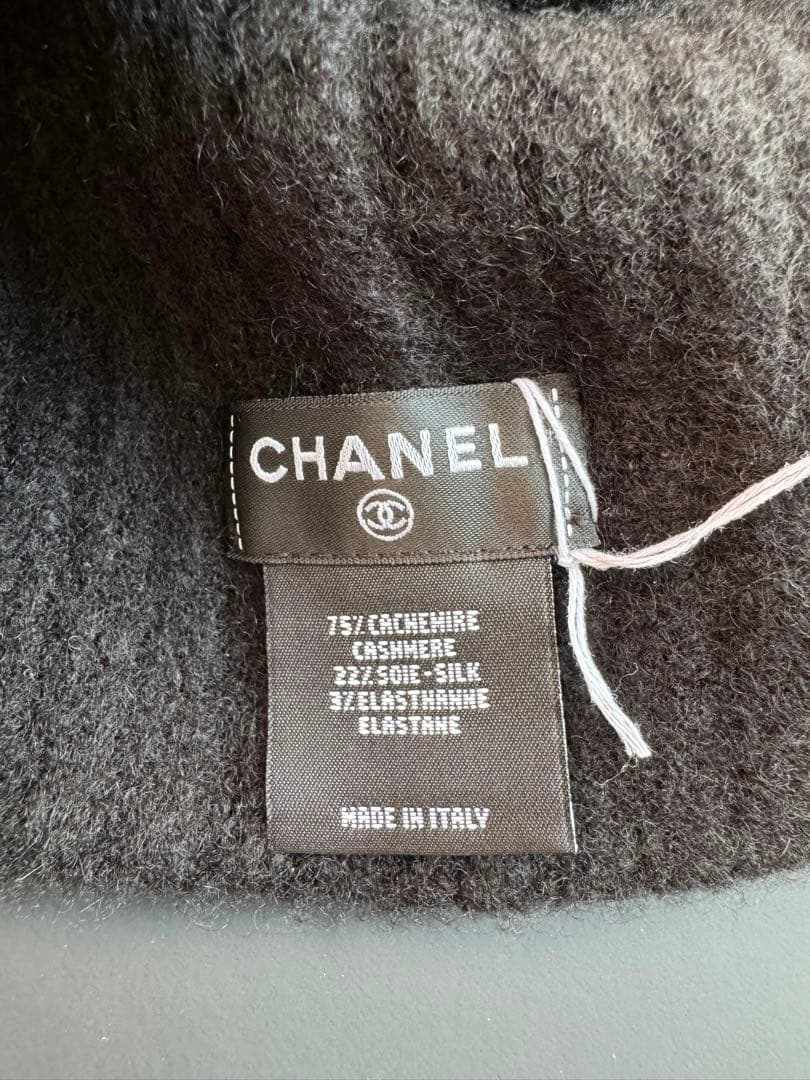 CHANEL
75% CACHEMIRE
CASHMERE
22% SOIE-SILK
3% ELASTHANNE
ELASTANE
MADE IN ITALY